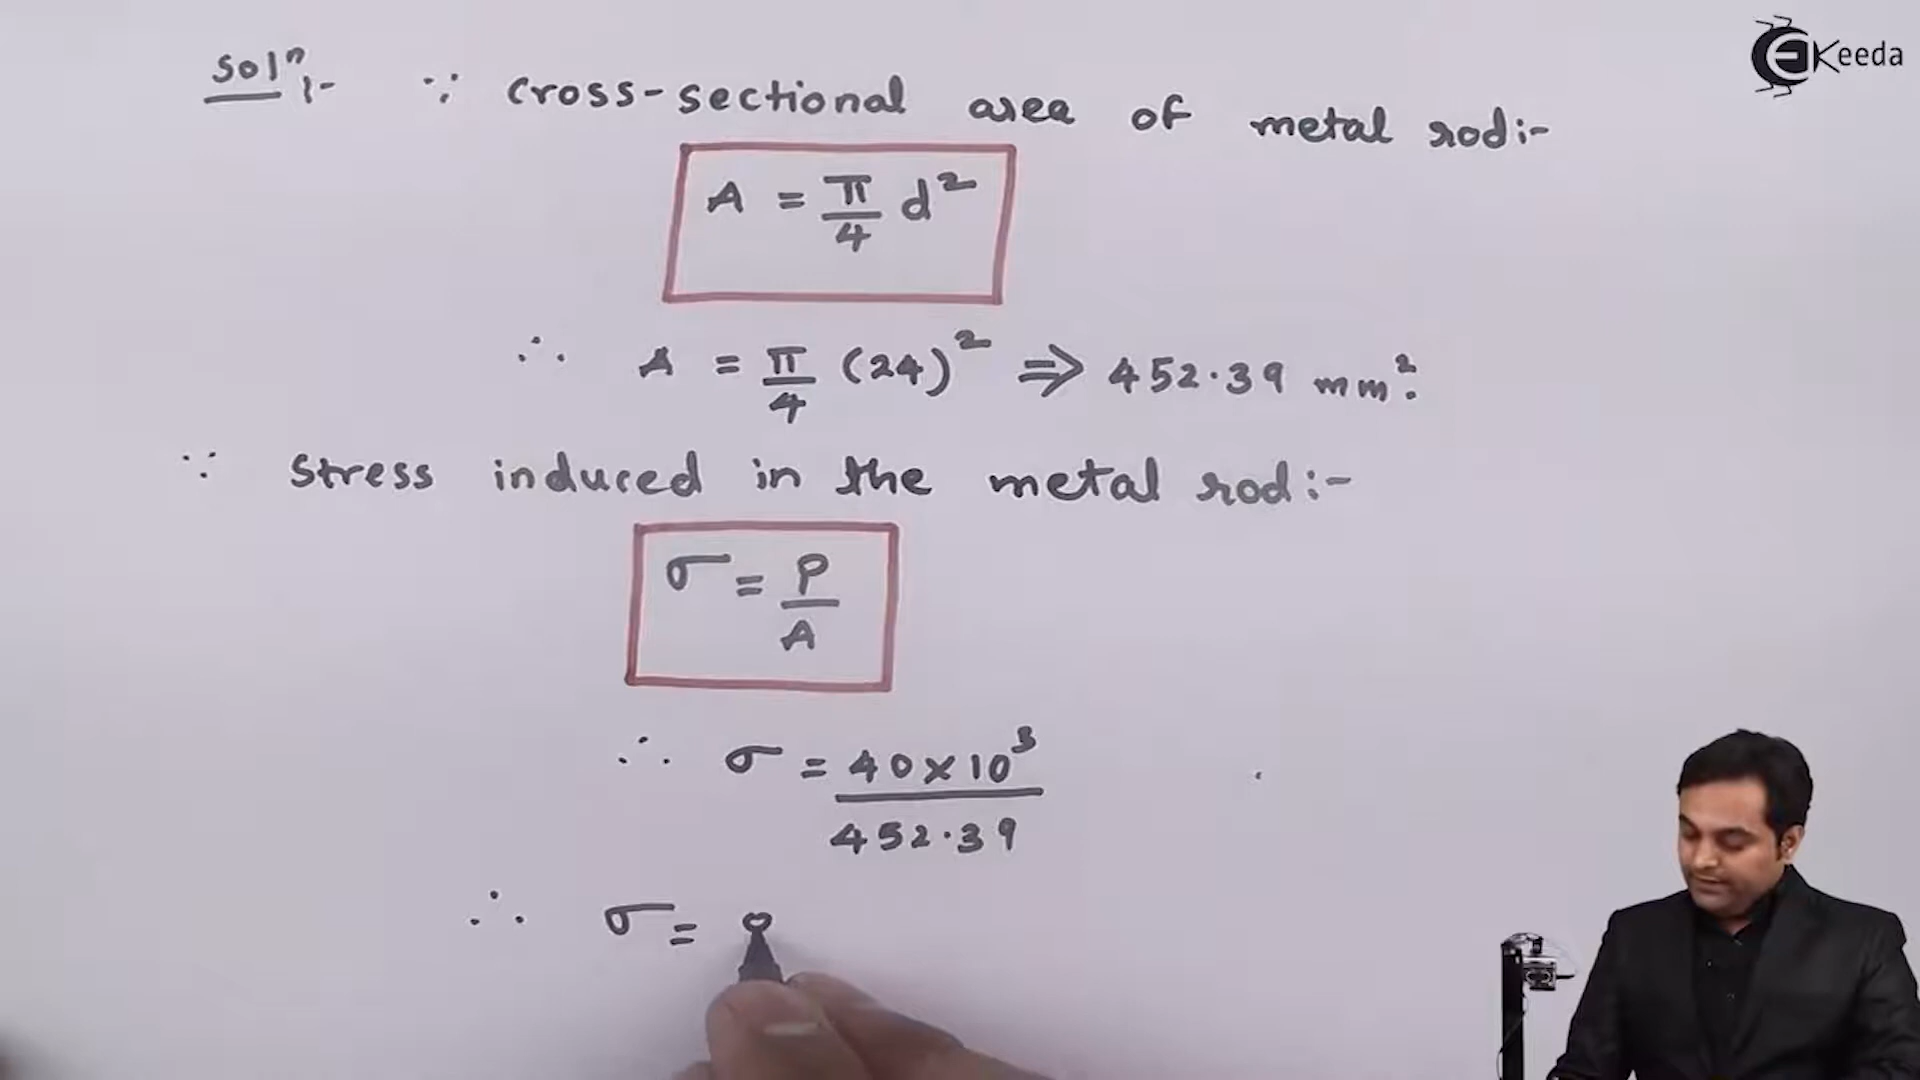 EKeeda
Solⁿ:- ∵ cross-sectional area of metal rod:-
A = π/4 d²
∴ A = π/4 (24)² ⇒ 452.39 mm².
∵ Stress induced in the metal rod:-
σ = P/A
∴ σ = 40×10³/452.39
∴ σ =